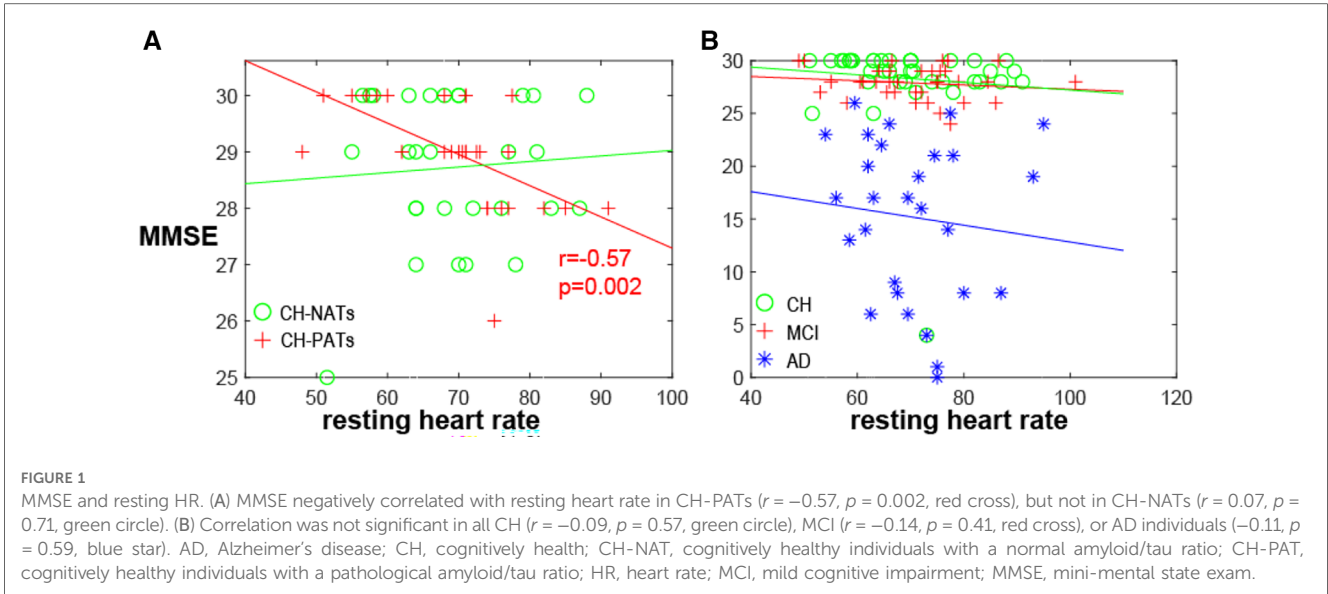 A
B
MMSE
30
29
28
27
26
25
40
50
60
70
80
90
100
r=-0.57
p=0.002
CH-NATs
CH-PATs
resting heart rate
30
25
20
15
10
5
0
40
60
80
100
120
CH
MCI
AD
resting heart rate
FIGURE 1
MMSE and resting HR. (A) MMSE negatively correlated with resting heart rate in CH-PATs (r = −0.57, p = 0.002, red cross), but not in CH-NATs (r = 0.07, p =
0.71, green circle). (B) Correlation was not significant in all CH (r = −0.09, p = 0.57, green circle), MCI (r = −0.14, p = 0.41, red cross), or AD individuals (−0.11, p
= 0.59, blue star). AD, Alzheimer's disease; CH, cognitively health; CH-NAT, cognitively healthy individuals with a normal amyloid/tau ratio; CH-PAT,
cognitively healthy individuals with a pathological amyloid/tau ratio; HR, heart rate; MCI, mild cognitive impairment; MMSE, mini-mental state exam.